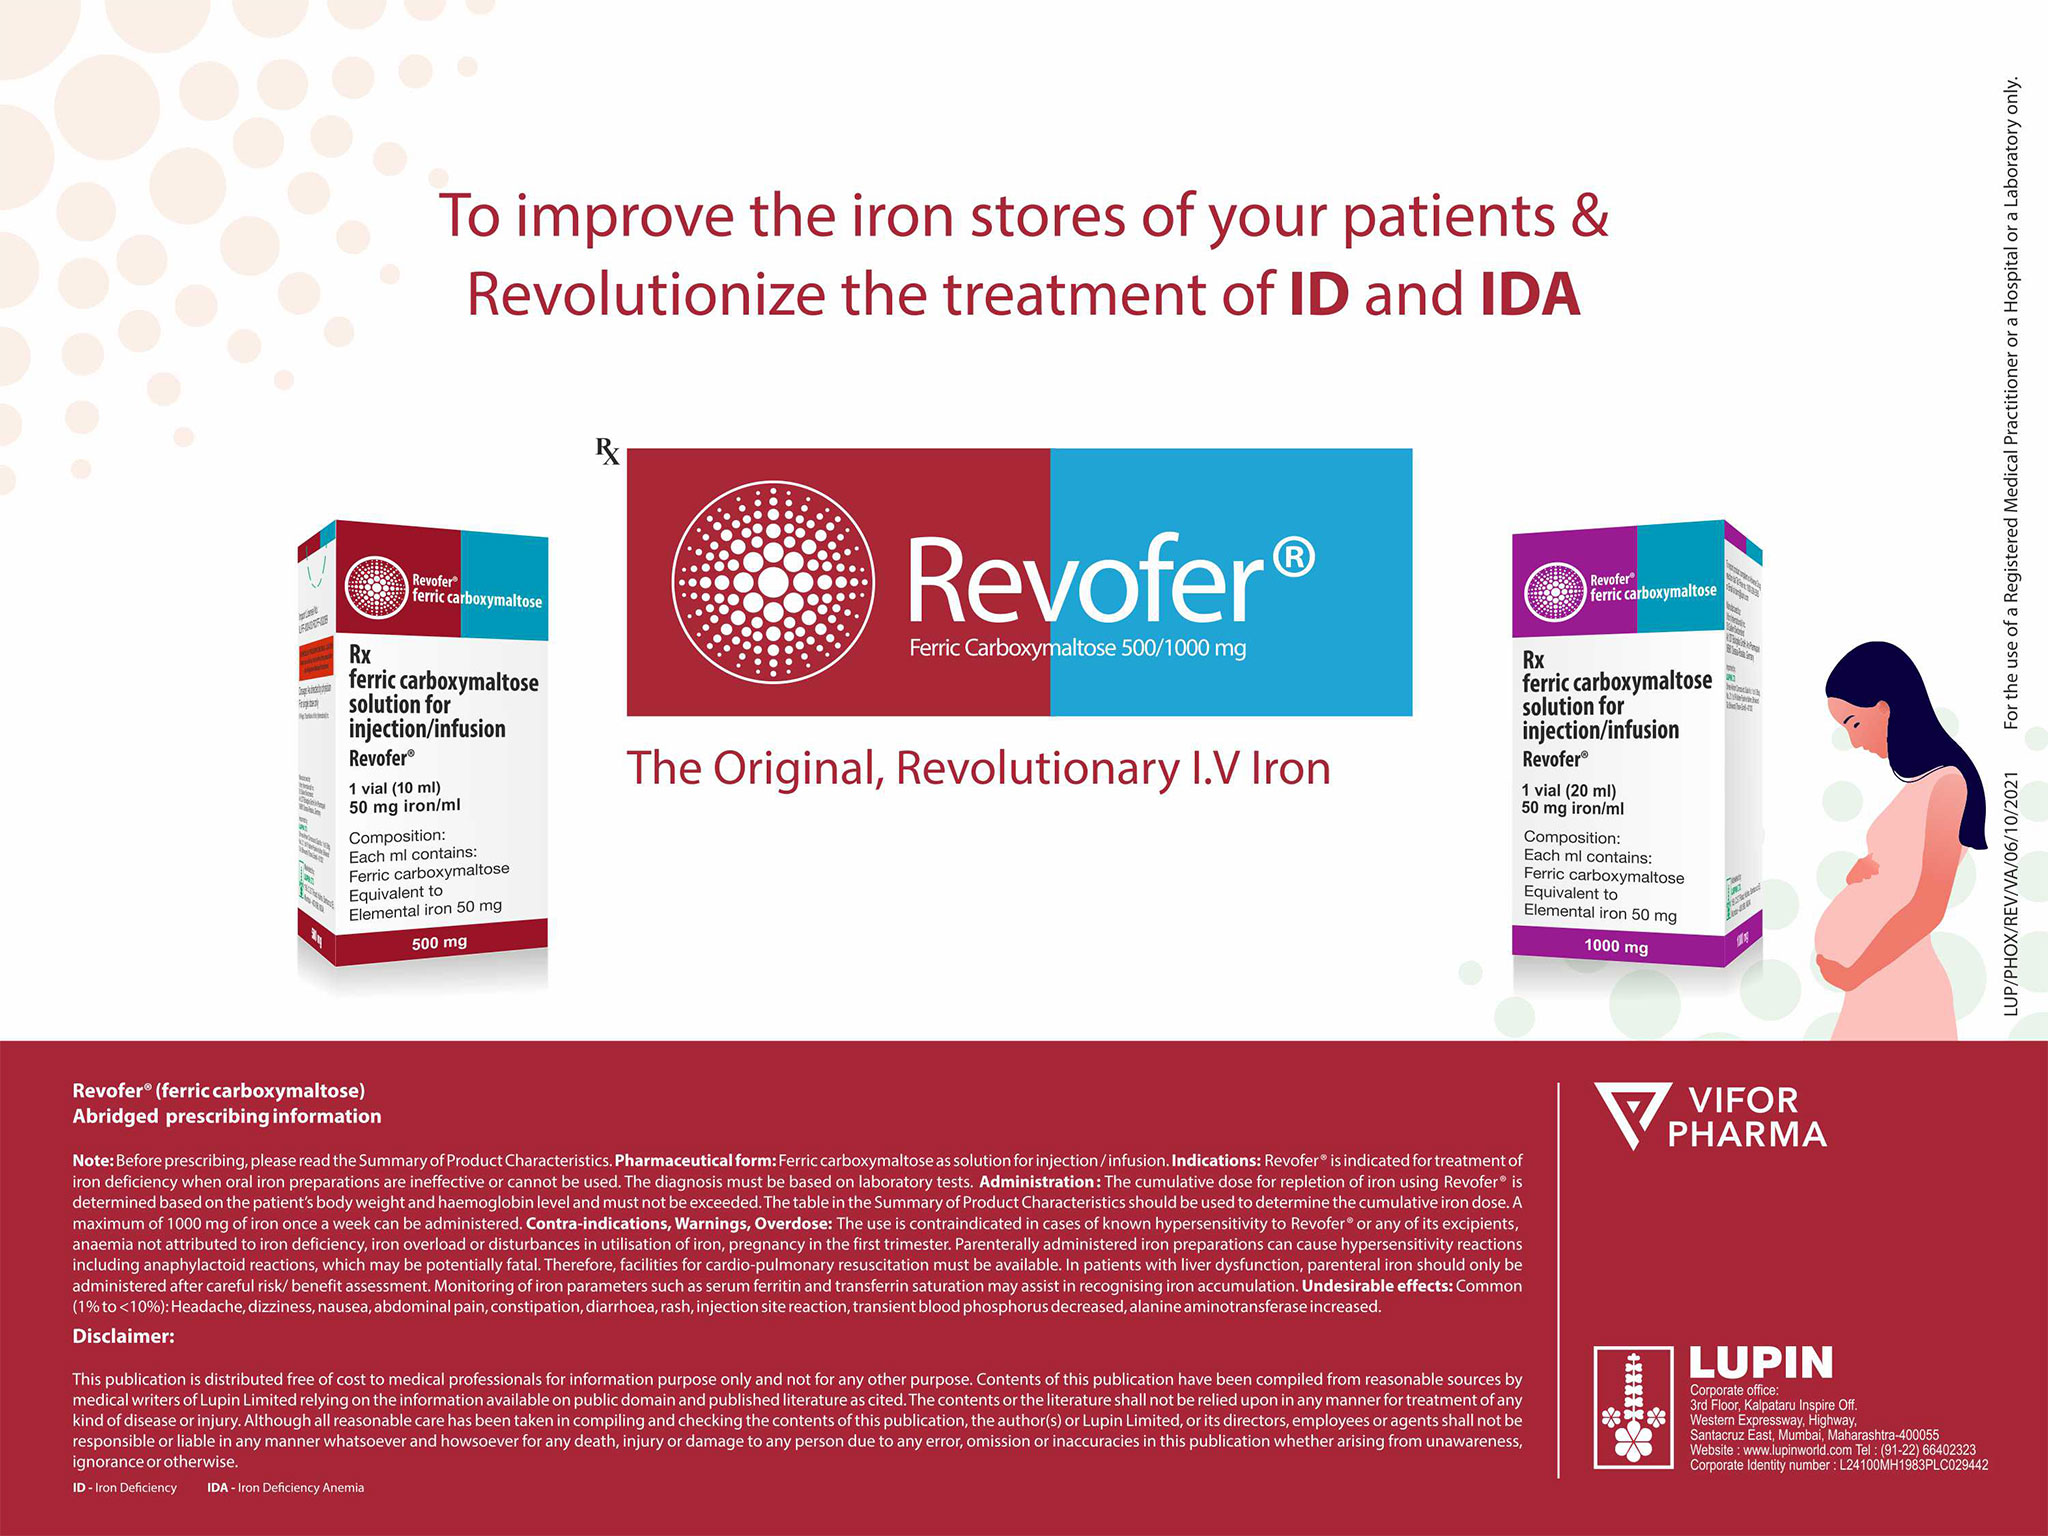 To improve the iron stores of your patients &
Revolutionize the treatment of ID and IDA
Rx
Revofer®
Ferric Carboxymaltose 500/1000 mg
The Original, Revolutionary I.V Iron
Revofer®
ferric carboxymaltose
Rx
ferric carboxymaltose
solution for
injection/infusion
Revofer®
1 vial (10 ml)
50 mg iron/ml
Composition:
Each ml contains:
Ferric carboxymaltose
Equivalent to
Elemental iron 50 mg
500 mg
500 mg
Revofer®
ferric carboxymaltose
Rx
ferric carboxymaltose
solution for
injection/infusion
Revofer®
1 vial (20 ml)
50 mg iron/ml
Composition:
Each ml contains:
Ferric carboxymaltose
Equivalent to
Elemental iron 50 mg
1000 mg
1000 mg
LUP/PHOX/REV/VA/06/10/2021 For the use of a Registered Medical Practitioner or a Hospital or a Laboratory only.
Revofer® (ferric carboxymaltose)
Abridged prescribing information
Note: Before prescribing, please read the Summary of Product Characteristics. Pharmaceutical form: Ferric carboxymaltose as solution for injection / infusion. Indications: Revofer® is indicated for treatment of
iron deficiency when oral iron preparations are ineffective or cannot be used. The diagnosis must be based on laboratory tests. Administration: The cumulative dose for repletion of iron using Revofer® is
determined based on the patient's body weight and haemoglobin level and must not be exceeded. The table in the Summary of Product Characteristics should be used to determine the cumulative iron dose. A
maximum of 1000 mg of iron once a week can be administered. Contra-indications, Warnings, Overdose: The use is contraindicated in cases of known hypersensitivity to Revofer® or any of its excipients,
anaemia not attributed to iron deficiency, iron overload or disturbances in utilisation of iron, pregnancy in the first trimester. Parenterally administered iron preparations can cause hypersensitivity reactions
including anaphylactoid reactions, which may be potentially fatal. Therefore, facilities for cardio-pulmonary resuscitation must be available. In patients with liver dysfunction, parenteral iron should only be
administered after careful risk/ benefit assessment. Monitoring of iron parameters such as serum ferritin and transferrin saturation may assist in recognising iron accumulation. Undesirable effects: Common
(1% to <10%): Headache, dizziness, nausea, abdominal pain, constipation, diarrhoea, rash, injection site reaction, transient blood phosphorus decreased, alanine aminotransferase increased.
Disclaimer:
This publication is distributed free of cost to medical professionals for information purpose only and not for any other purpose. Contents of this publication have been compiled from reasonable sources by
medical writers of Lupin Limited relying on the information available on public domain and published literature as cited. The contents or the literature shall not be relied upon in any manner for treatment of any
kind of disease or injury. Although all reasonable care has been taken in compiling and checking the contents of this publication, the author(s) or Lupin Limited, or its directors, employees or agents shall not be
responsible or liable in any manner whatsoever and howsoever for any death, injury or damage to any person due to any error, omission or inaccuracies in this publication whether arising from unawareness,
ignorance or otherwise.
ID - Iron Deficiency IDA - Iron Deficiency Anemia
VIFOR
PHARMA
LUPIN
Corporate office:
3rd Floor, Kalpataru Inspire Off.
Western Expressway, Highway,
Santacruz East, Mumbai, Maharashtra-400055
Website : www.lupinworld.com Tel : (91-22) 66402323
Corporate Identity number : L24100MH1983PLC029442